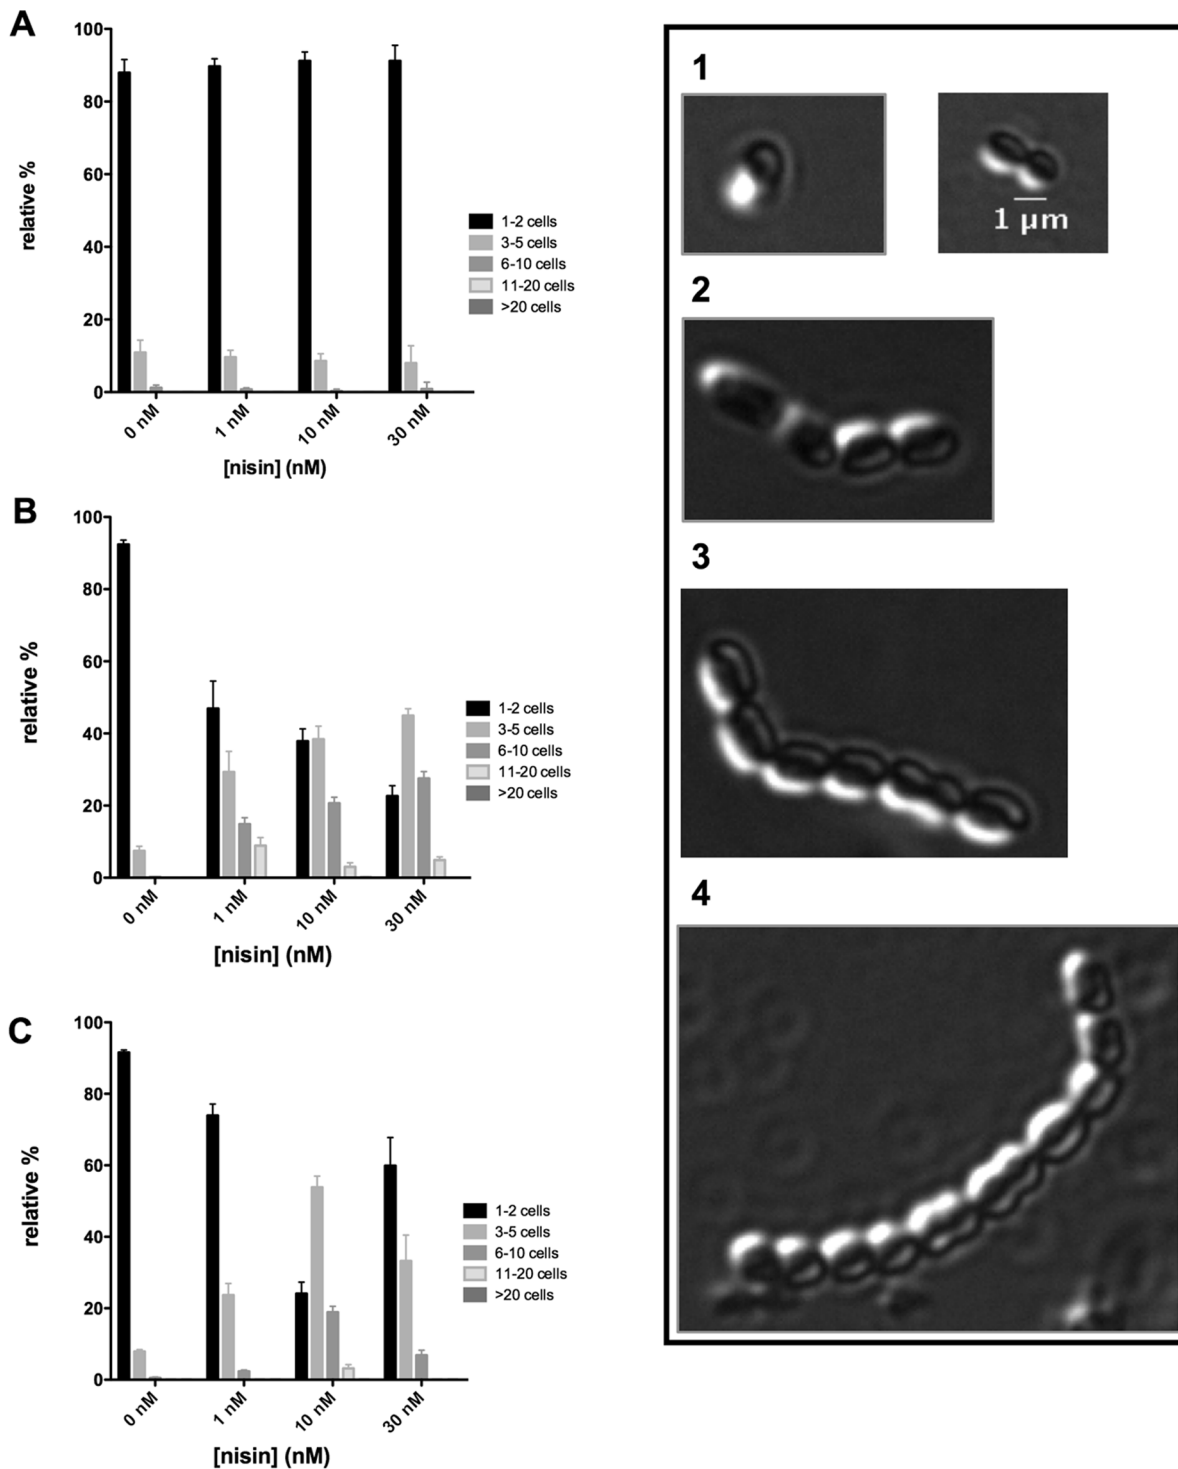 A
100
80
60
40
20
0
relative %
0 nM
1 nM
10 nM
30 nM
[nisin] (nM)
1-2 cells
3-5 cells
6-10 cells
11-20 cells
>20 cells
B
100
80
60
40
20
0
relative %
0 nM
1 nM
10 nM
30 nM
[nisin] (nM)
1-2 cells
3-5 cells
6-10 cells
11-20 cells
>20 cells
C
100
80
60
40
20
0
relative %
0 nM
1 nM
10 nM
30 nM
[nisin] (nM)
1-2 cells
3-5 cells
6-10 cells
11-20 cells
>20 cells
1
1 μm
2
3
4